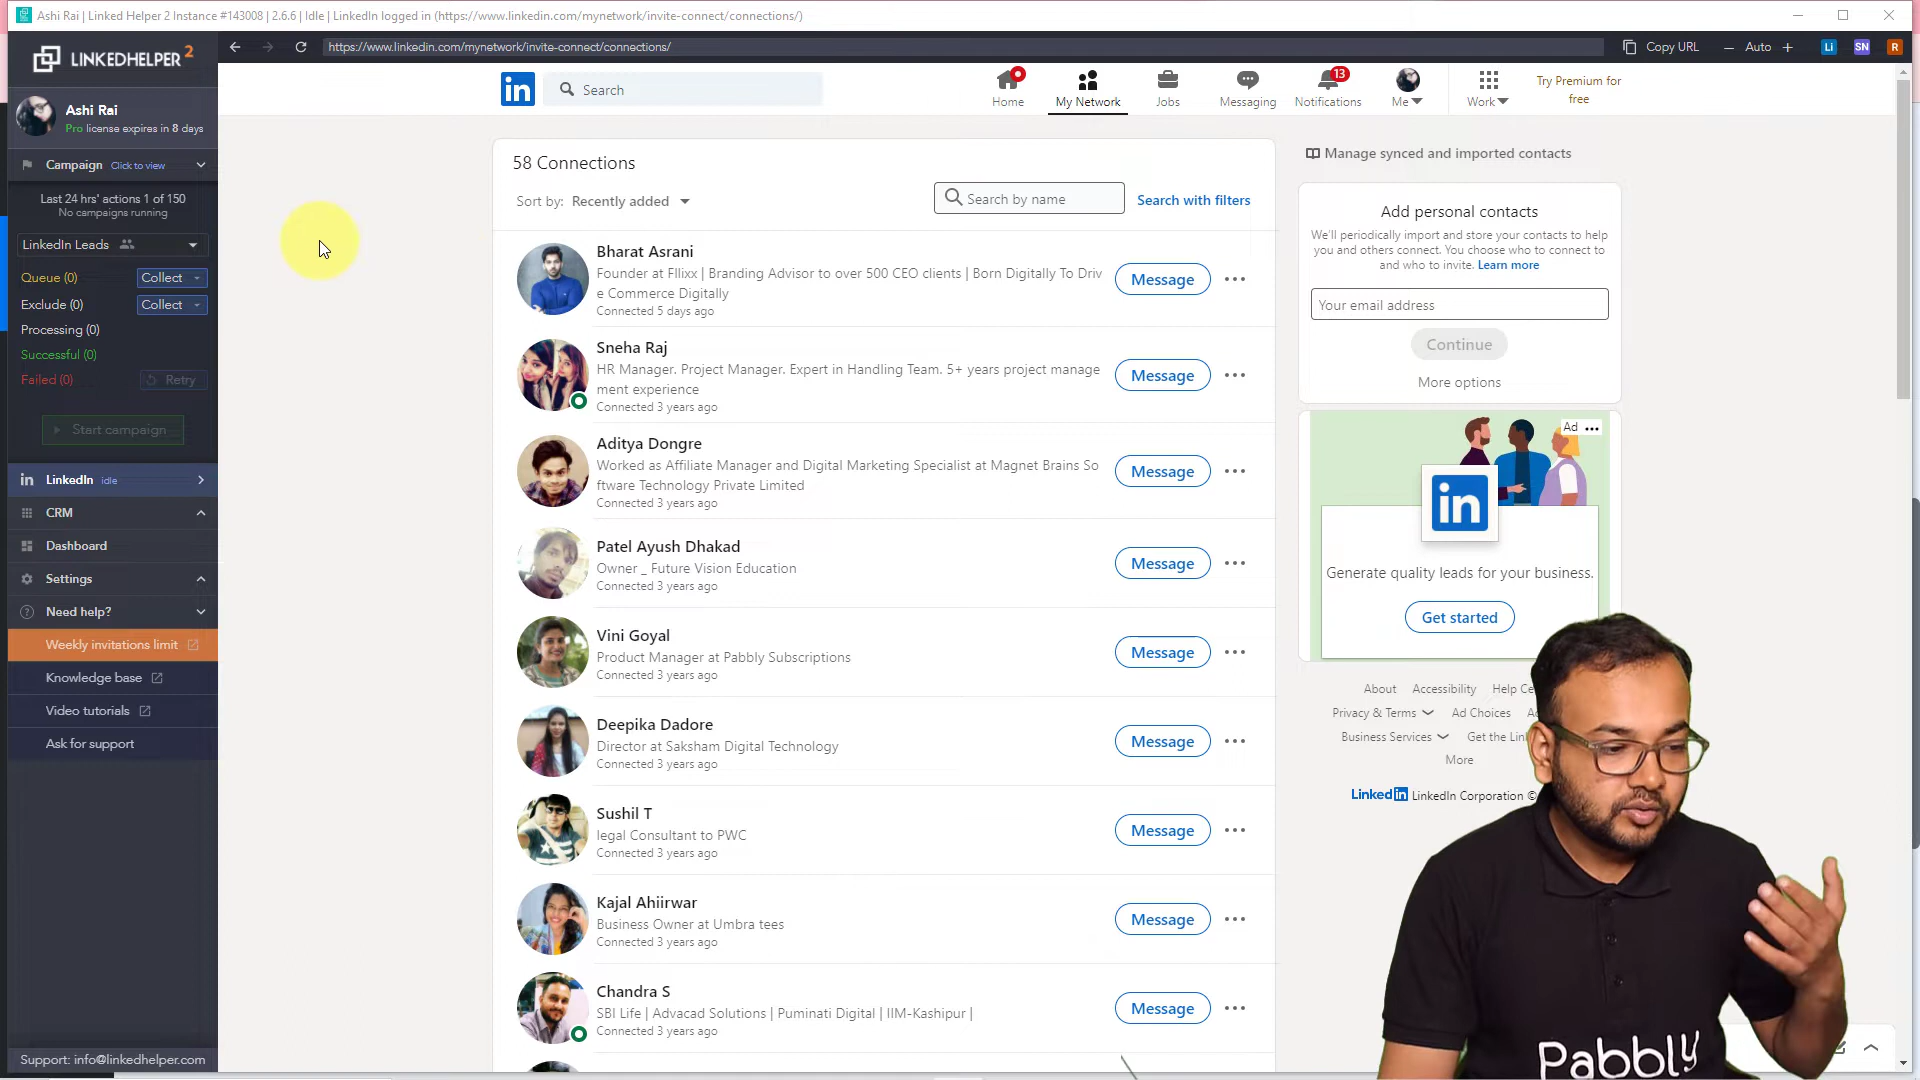 Ashi Rai | Linked Helper 2 Instance #143008 | 2.6.6 | Idle | LinkedIn logged in (https://www.linkedin.com/mynetwork/invite-connect/connections/)
LINKEDHELPER 2
https://www.linkedin.com/mynetwork/invite-connect/connections/
Copy URL
Auto
Li
SN
R
Ashi Rai
Pro license expires in 8 days
Campaign Click to view
Last 24 hrs' actions 1 of 150
No campaigns running
LinkedIn Leads
Queue (0)
Collect
Exclude (0)
Collect
Processing (0)
Successful (0)
Failed (0)
Retry
Start campaign
LinkedIn idle
CRM
Dashboard
Settings
Need help?
Weekly invitations limit
Knowledge base
Video tutorials
Ask for support
Support: info@linkedhelper.com
in
Search
Home
My Network
Jobs
Messaging
13
Notifications
Me
Work
Try Premium for
free
58 Connections
Sort by: Recently added
Search by name
Search with filters
Bharat Asrani
Founder at Fllixx | Branding Advisor to over 500 CEO clients | Born Digitally To Driv
e Commerce Digitally
Connected 5 days ago
Message
Sneha Raj
HR Manager. Project Manager. Expert in Handling Team. 5+ years project manage
ment experience
Connected 3 years ago
Message
Aditya Dongre
Worked as Affiliate Manager and Digital Marketing Specialist at Magnet Brains So
ftware Technology Private Limited
Connected 3 years ago
Message
Patel Ayush Dhakad
Owner _ Future Vision Education
Connected 3 years ago
Message
Vini Goyal
Product Manager at Pabbly Subscriptions
Connected 3 years ago
Message
Deepika Dadore
Director at Saksham Digital Technology
Connected 3 years ago
Message
Sushil T
legal Consultant to PWC
Connected 3 years ago
Message
Kajal Ahiirwar
Business Owner at Umbra tees
Connected 3 years ago
Message
Chandra S
SBI Life | Advacad Solutions | Puminati Digital | IIM-Kashipur |
Connected 3 years ago
Message
Manage synced and imported contacts
Add personal contacts
We'll periodically import and store your contacts to help
you and others connect. You choose who to connect to
and who to invite. Learn more
Your email address
Continue
More options
Ad
in
Generate quality leads for your business.
Get started
About Accessibility Help Ce
Privacy & Terms Ad Choices
Business Services Get the Lin
More
Linked in LinkedIn Corporation ©
Pabbly